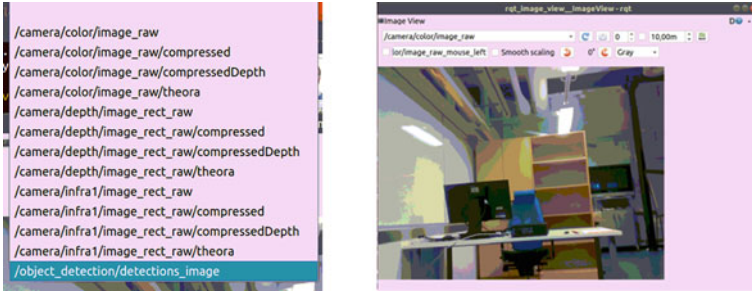 /camera/color/image_raw
/camera/color/image_raw/compressed
/camera/color/image_raw/compressedDepth
/camera/color/image_raw/theora
/camera/depth/image_rect_raw
/camera/depth/image_rect_raw/compressed
/camera/depth/image_rect_raw/compressedDepth
/camera/depth/image_rect_raw/theora
/camera/infra1/image_rect_raw
/camera/infra1/image_rect_raw/compressed
/camera/infra1/image_rect_raw/compressedDepth
/camera/infra1/image_rect_raw/theora
/object_detection/detections_image
rqt_image_view__ImageView - rqt
Image View
/camera/color/image_raw 0 10,00m
lor/image_raw_mouse_left Smooth scaling 0° Gray